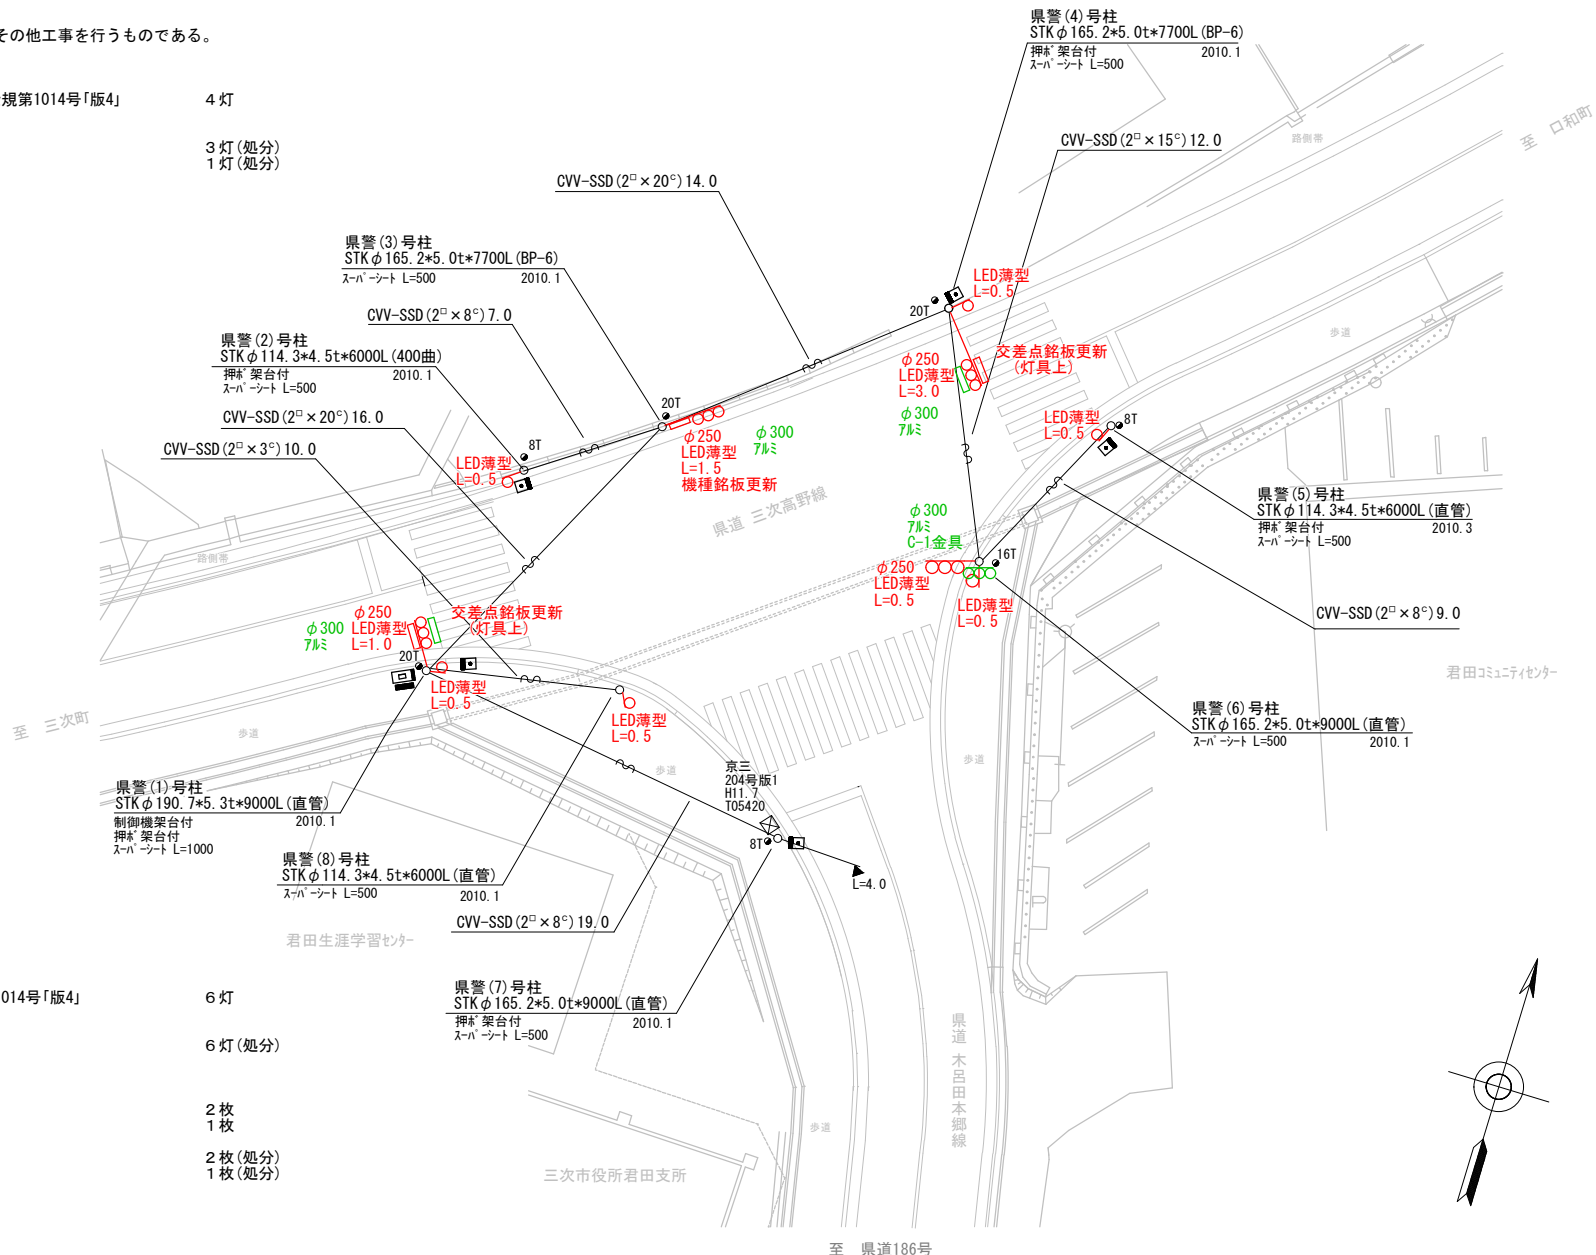 その他工事を行うものである。
規第1014号「版4」 4灯
3灯(処分)
1灯(処分)
県警(4)号柱
STKφ165.2*5.0t*7700L(BP-6)
押ボ架台付 2010.1
スーパーシート L=500
CVV-SSD(2□×15C)12.0
路側帯
至 口和町
CVV-SSD(2□×20C)14.0
県警(3)号柱
STKφ165.2*5.0t*7700L(BP-6)
スーパーシート L=500 2010.1
CVV-SSD(2□×8C)7.0
県警(2)号柱
STKφ114.3*4.5t*6000L(400曲)
押ボ架台付 2010.1
スーパーシート L=500
CVV-SSD(2□×20C)16.0
CVV-SSD(2□×3C)10.0
LED薄型
L=0.5
20T
歩道
φ250
LED薄型
L=3.0
交差点銘板更新
(灯具上)
φ300
アルミ
20T
8T
LED薄型
L=0.5
φ250
LED薄型
L=1.5
機種銘板更新
φ300
アルミ
LED薄型
L=0.5
8T
県道 三次高野線
県警(5)号柱
STKφ114.3*4.5t*6000L(直管)
押ボ架台付 2010.3
スーパーシート L=500
φ300
アルミ
C-1金具
16T
φ250
LED薄型
L=0.5
LED薄型
L=0.5
CVV-SSD(2□×8C)9.0
路側帯
φ250
LED薄型
L=1.0
φ300
アルミ
交差点銘板更新
(灯具上)
20T
LED薄型
L=0.5
LED薄型
L=0.5
君田コミュニティセンター
至 三次町
歩道
歩道
歩道
県警(6)号柱
STKφ165.2*5.0t*9000L(直管)
スーパーシート L=500 2010.1
京三
204号版1
H11.7
T05420
8T
L=4.0
県警(1)号柱
STKφ190.7*5.3t*9000L(直管)
制御機架台付 2010.1
押ボ架台付
スーパーシート L=1000
県警(8)号柱
STKφ114.3*4.5t*6000L(直管)
スーパーシート L=500 2010.1
CVV-SSD(2□×8C)19.0
君田生涯学習センター
県警(7)号柱
STKφ165.2*5.0t*9000L(直管)
押ボ架台付 2010.1
スーパーシート L=500
014号「版4」 6灯
6灯(処分)
2枚
1枚
2枚(処分)
1枚(処分)
県道 木呂田本郷線
歩道
三次市役所君田支所
至 県道186号